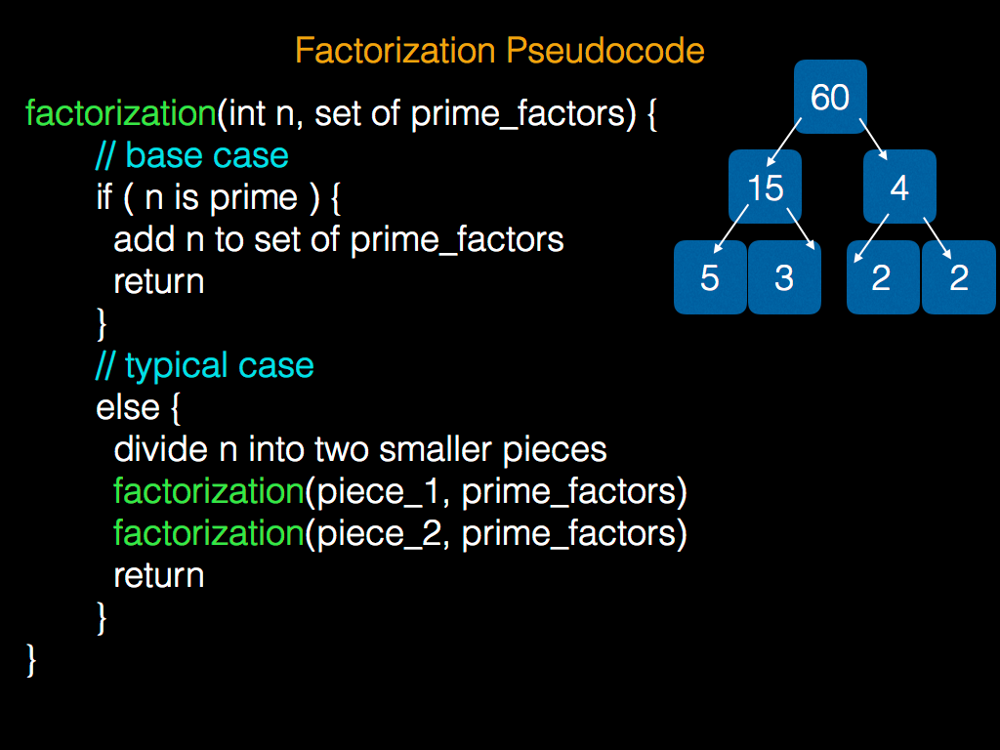 Factorization Pseudocode
factorization(int n, set of prime_factors) {
// base case
if ( n is prime ) {
add n to set of prime_factors
return
}
// typical case
else {
divide n into two smaller pieces
factorization(piece_1, prime_factors)
factorization(piece_2, prime_factors)
return
}
}
60
15 4
5 3 2 2